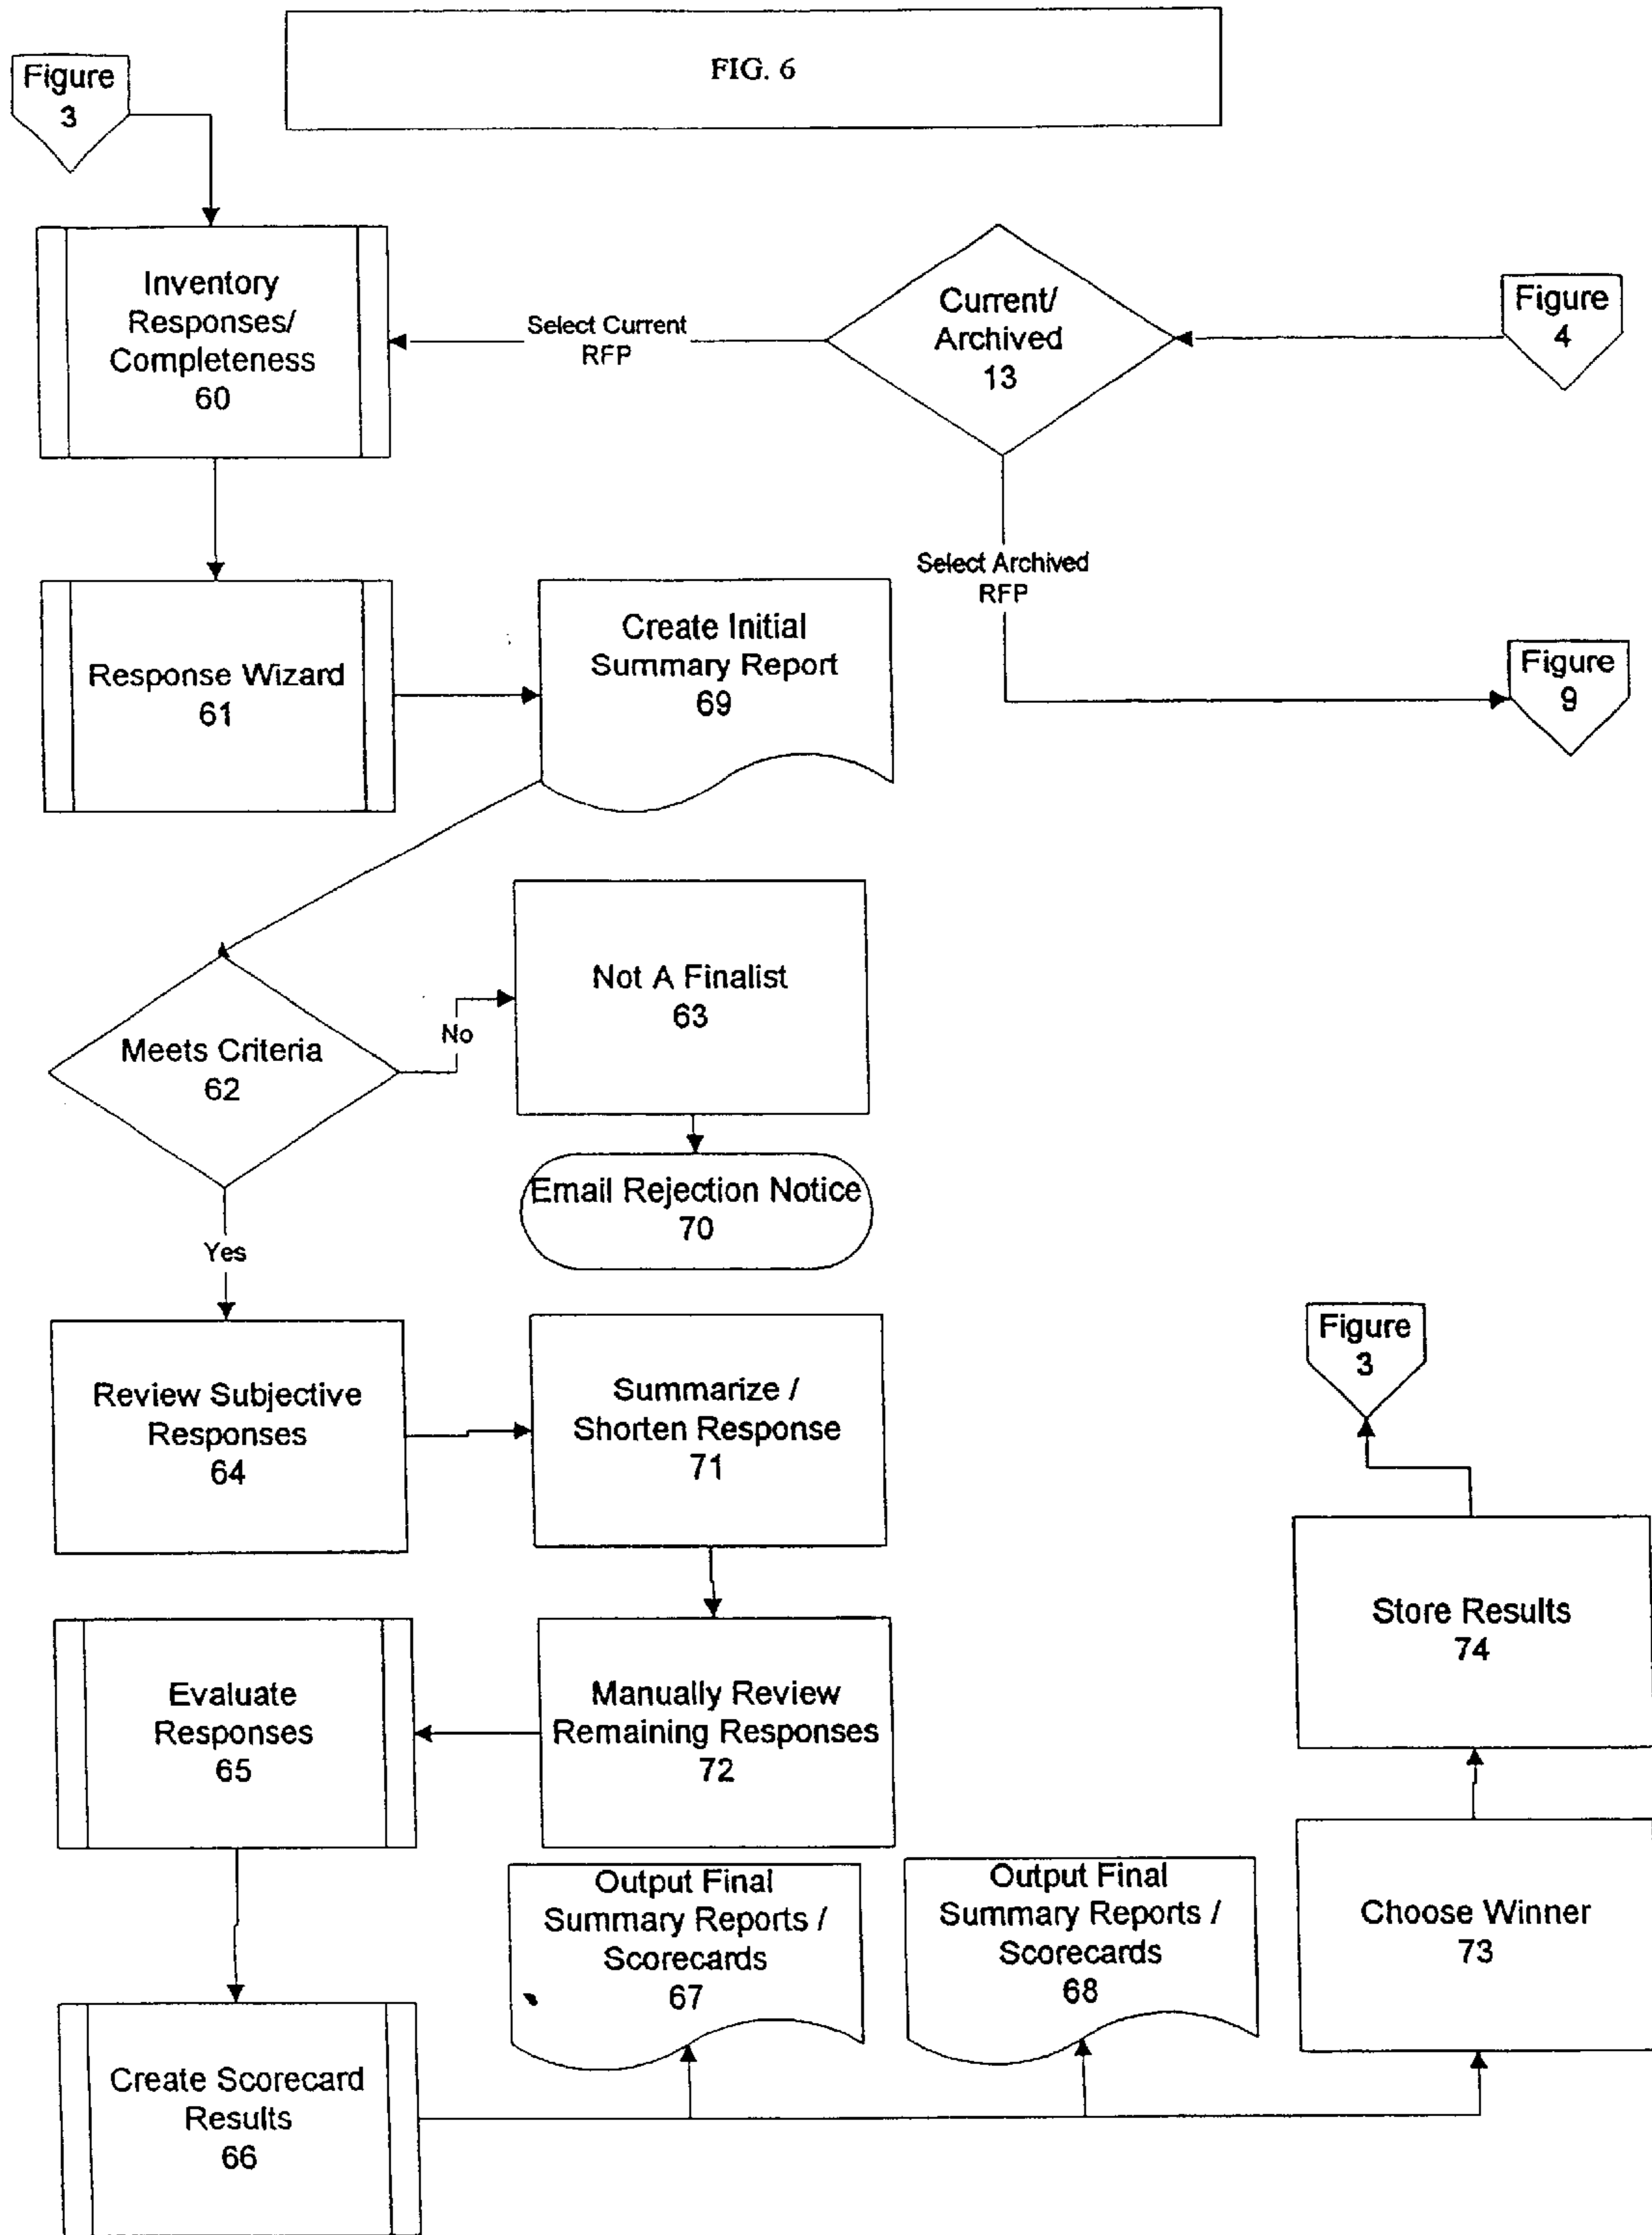 FIG. 6
Figure
3
Inventory
Responses/
Completeness
60
Select Current
RFP
Current/
Archived
13
Figure
4
Select Archived
RFP
Figure
9
Response Wizard
61
Create Initial
Summary Report
69
Meets Criteria
62
No
Not A Finalist
63
Email Rejection Notice
70
Yes
Review Subjective
Responses
64
Summarize /
Shorten Response
71
Figure
3
Store Results
74
Evaluate
Responses
65
Manually Review
Remaining Responses
72
Output Final
Summary Reports /
Scorecards
67
Output Final
Summary Reports /
Scorecards
68
Choose Winner
73
Create Scorecard
Results
66